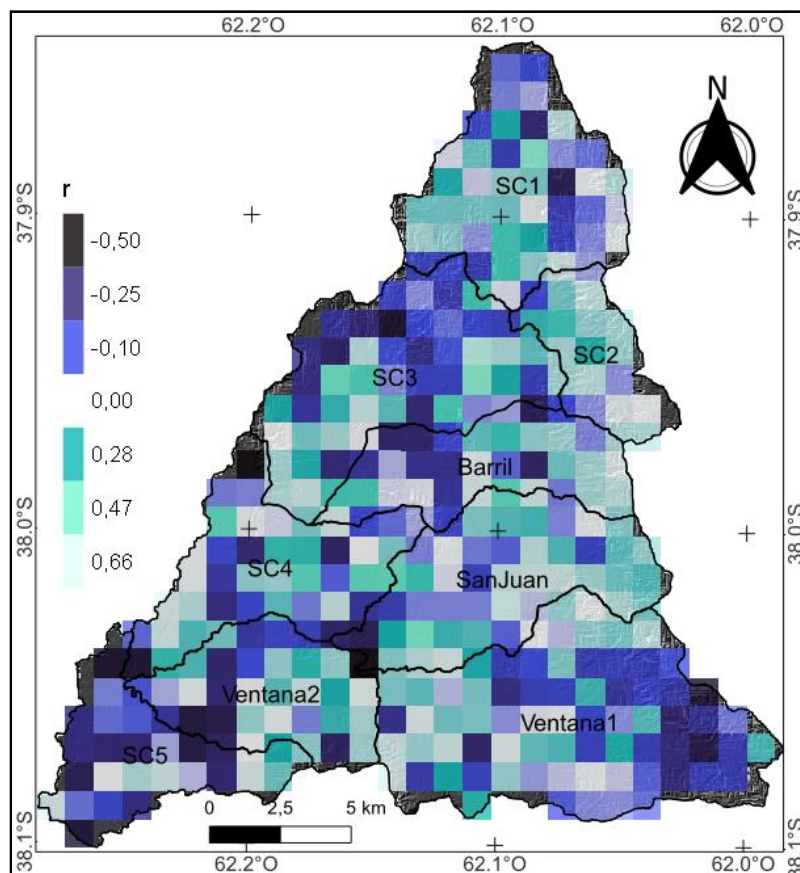 62.2°O 62.1°O 62.0°O
N
SC1
r
37.9°S 37.9°S
-0,50
-0,25
-0,10
0,00
0,28
0,47
0,66
SC2
SC3
Barril
38.0°S 38.0°S
SC4
SanJuan
Ventana2
Ventana1
SC5
0 2,5 5 km
38.1°S 38.1°S
62.2°O 62.1°O 62.0°O